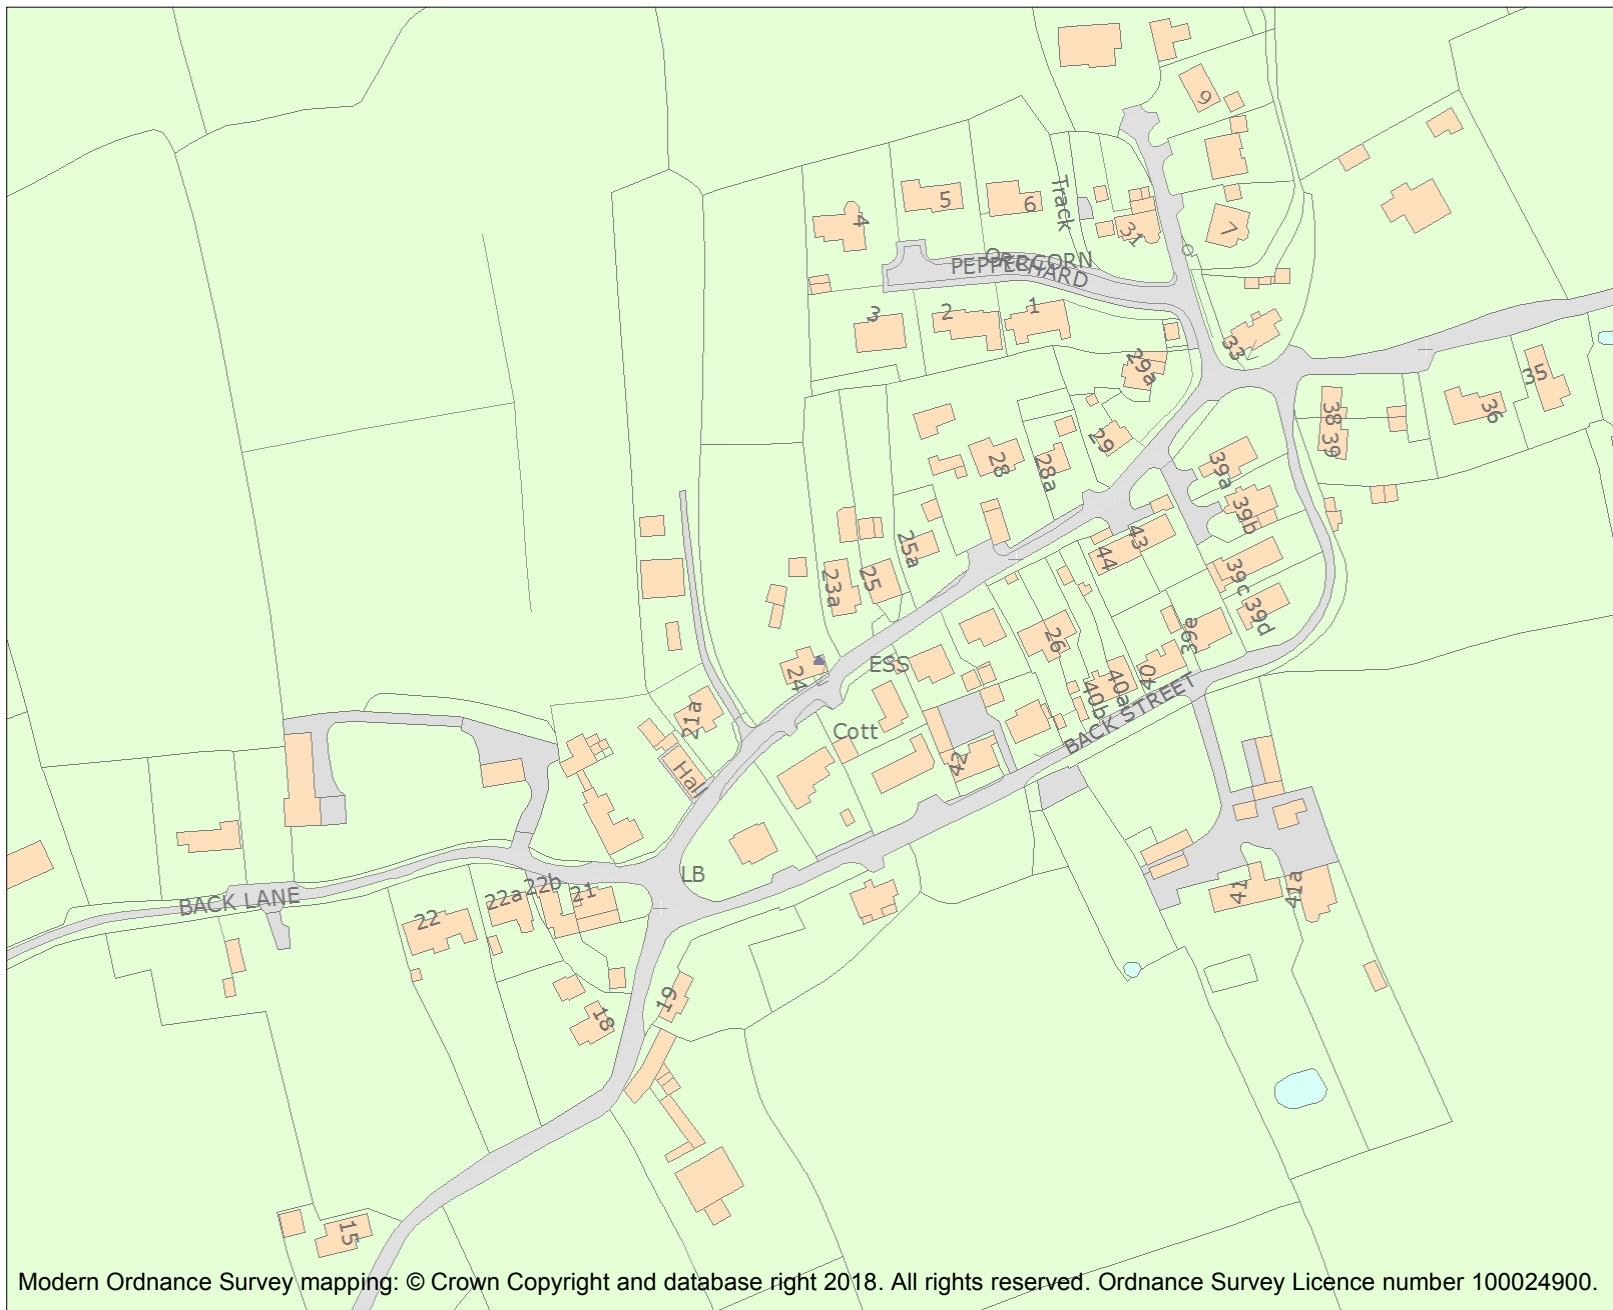 9
5
6
4
Track
31
7
ORCHARD
PEPPERCORN
3
2
1
33
29a
35
38
36
39
29
28
28a
39a
39b
25a
43
44
23a
25
39c
39d
26
39e
ESS
24
40
40a
40b
BACK STREET
21a
Cott
42
Hall
LB
22b
21
22a
BACK LANE
22
41
41a
19
18
15
Modern Ordnance Survey mapping: © Crown Copyright and database right 2018. All rights reserved. Ordnance Survey Licence number 100024900.